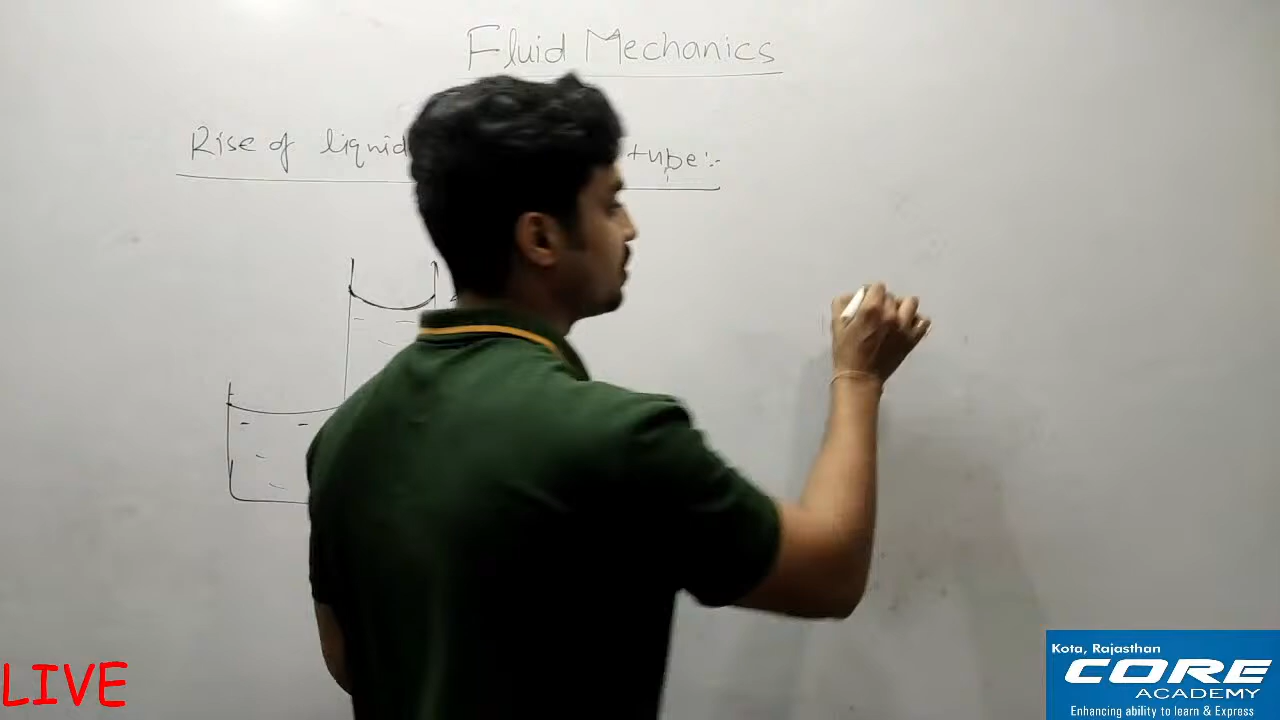 Fluid Mechanics
Rise of liquid tube :-
LIVE
Kota, Rajasthan
CORE
ACADEMY
Enhancing ability to learn & Express